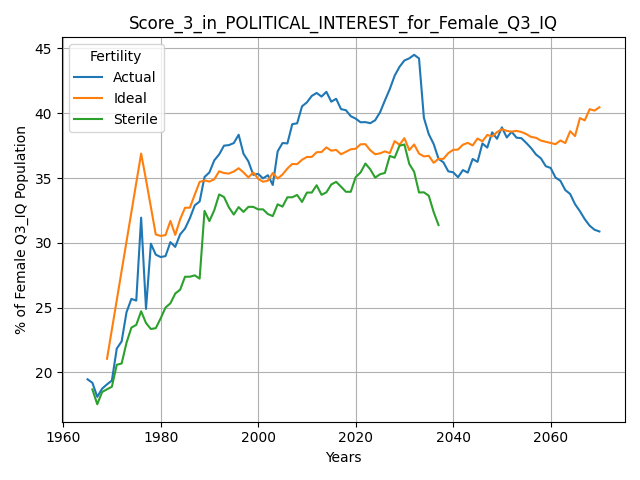 Score_3_in_POLITICAL_INTEREST_for_Female_Q3_IQ
Fertility
Actual
Ideal
Sterile
% of Female Q3_IQ Population
45
40
35
30
25
20
1960
1980
2000
2020
2040
2060
Years